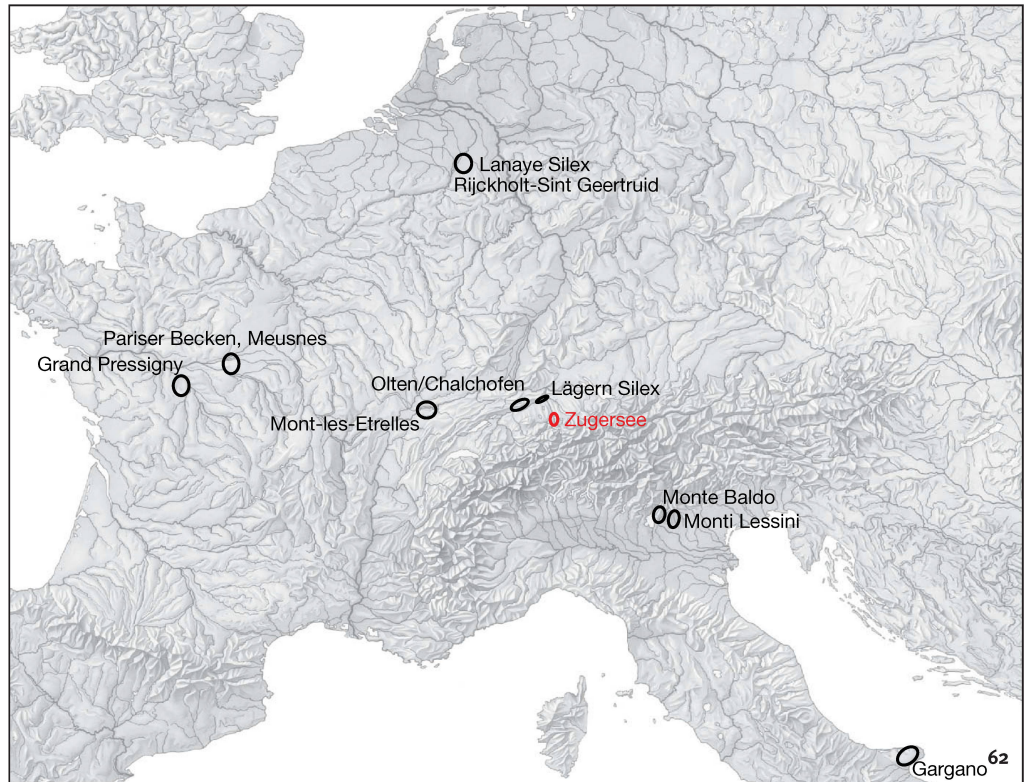 Lanaye Silex
Rijckholt-Sint Geertruid
Pariser Becken, Meusnes
Grand Pressigny
Olten/Chalchofen
Lägern Silex
Mont-les-Etrelles
Zugersee
Monte Baldo
Monti Lessini
Gargano
62